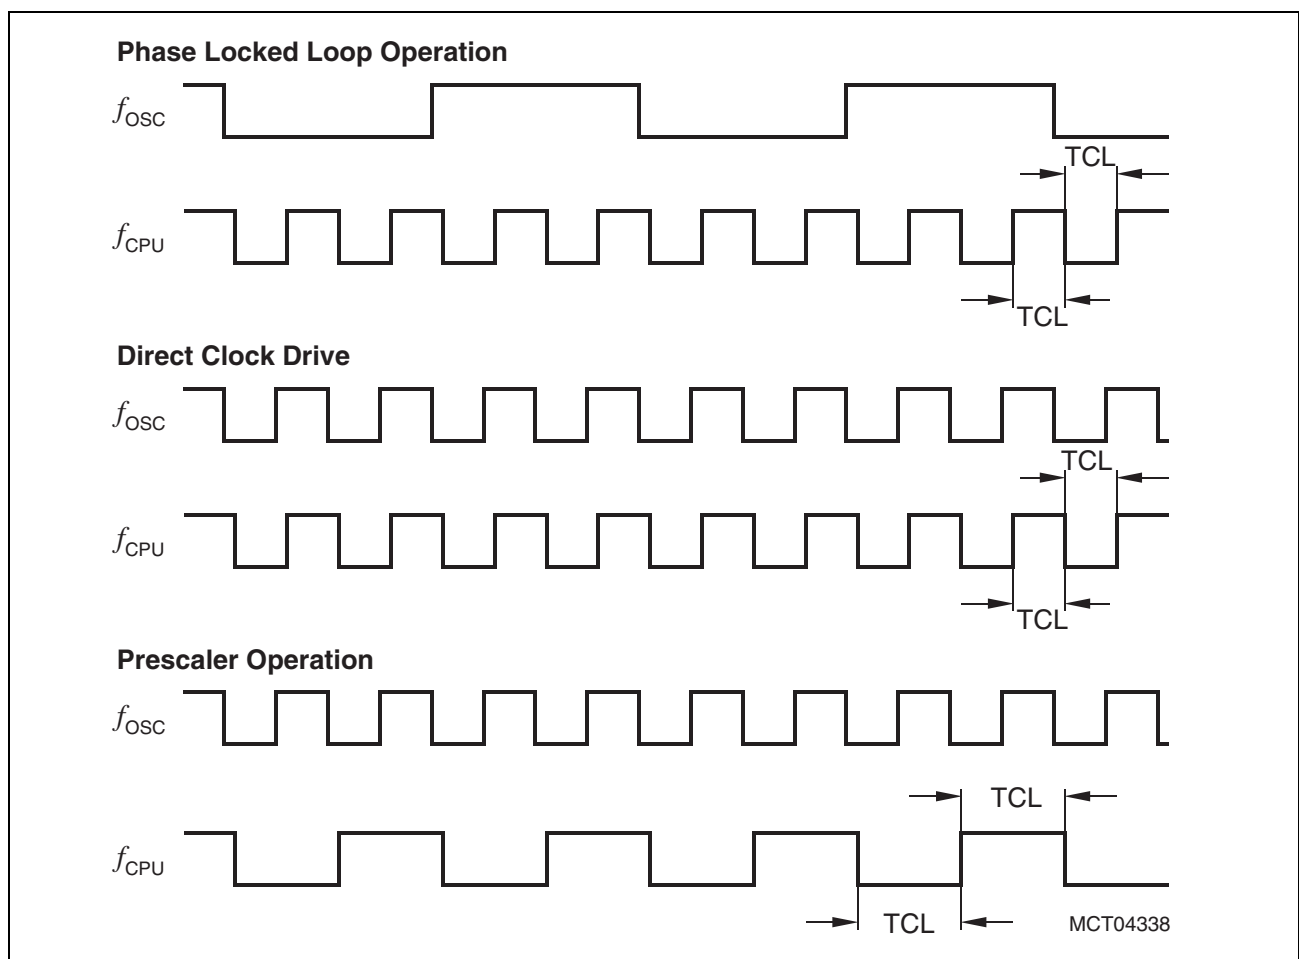 Phase Locked Loop Operation
fOSC
TCL
fCPU
TCL
Direct Clock Drive
fOSC
TCL
fCPU
TCL
Prescaler Operation
fOSC
TCL
fCPU
TCL
MCT04338